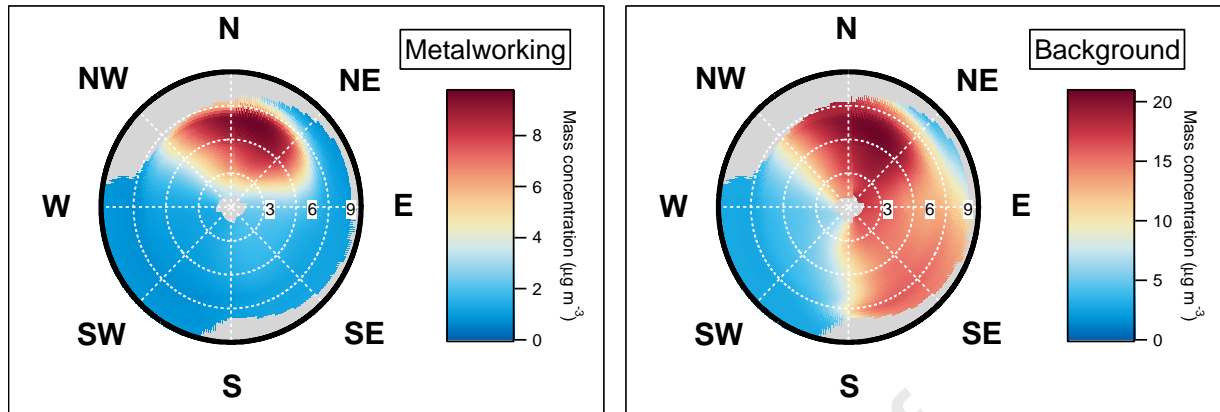 N
NW
NE
W
E
SW
SE
S
3
6
9
Metalworking
8
6
4
2
0
Mass concentration (µg m-3)
N
NW
NE
W
E
SW
SE
S
3
6
9
Background
20
15
10
5
0
Mass concentration (µg m-3)